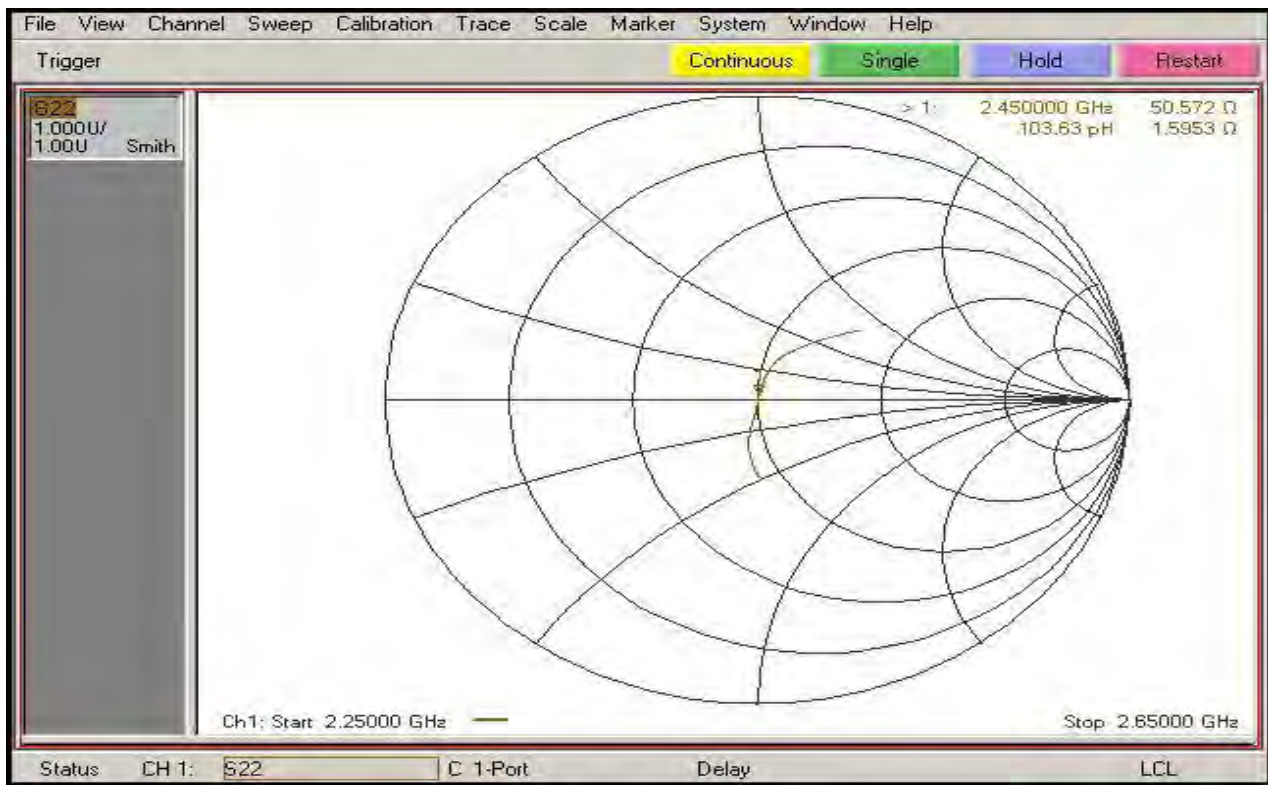 File View Channel Sweep Calibration Trace Scale Marker System Window Help
Trigger Continuous Single Hold Restart
S22
1.000U/
1.00U Smith
> 1: 2.450000 GHz 50.572 Ω
103.63 pH 1.5953 Ω
Ch1: Start 2.25000 GHz Stop 2.65000 GHz
Status CH 1: S22 C 1-Port Delay LCL